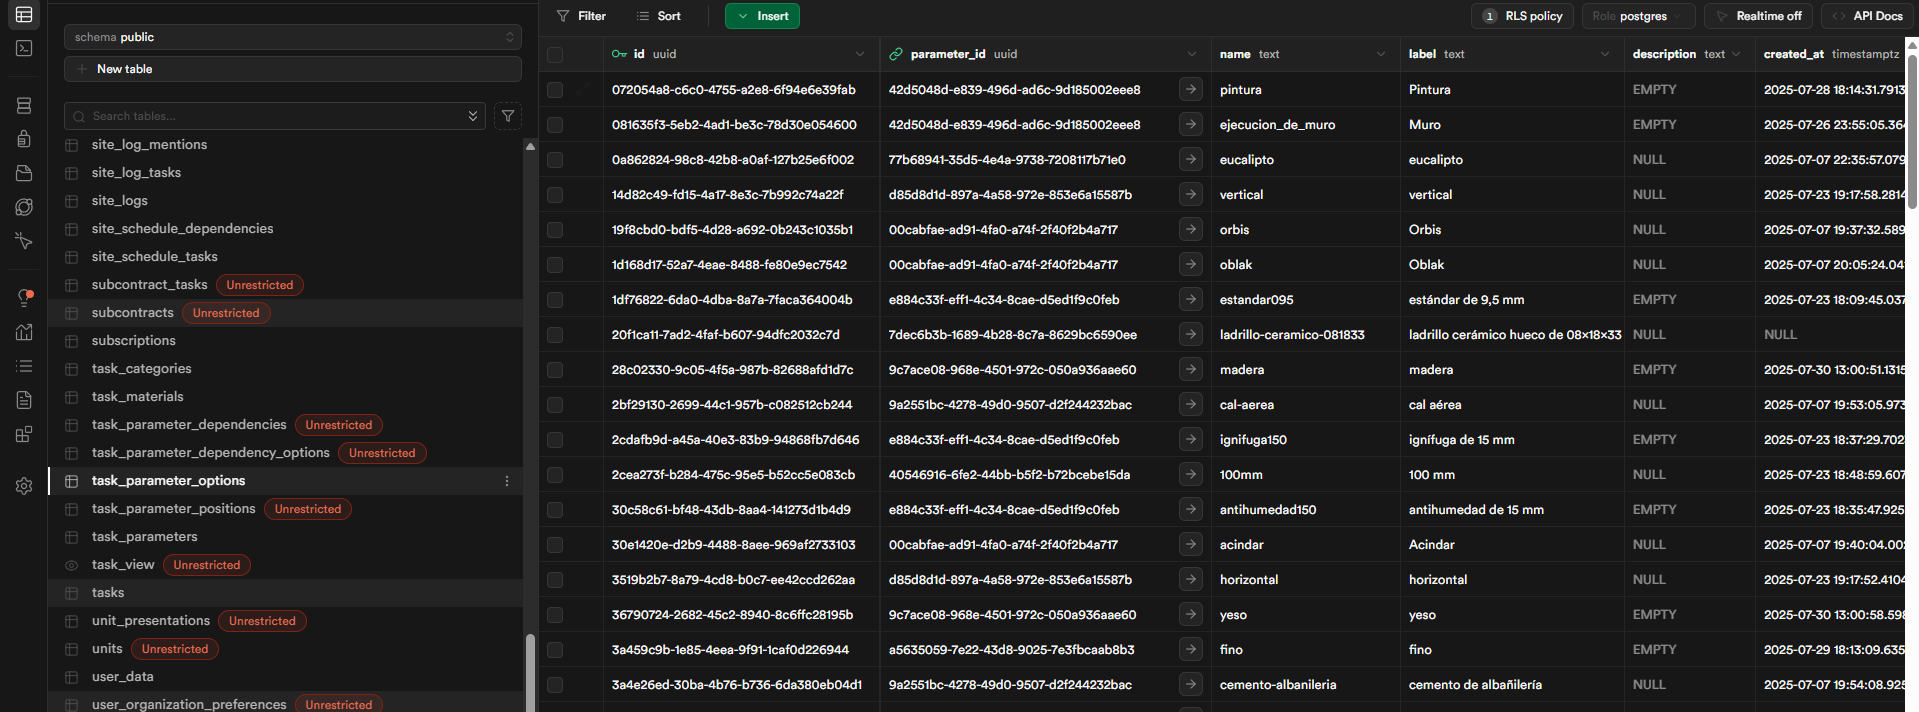 schema public
New table
Search tables...
site_log_mentions
site_log_tasks
site_logs
site_schedule_dependencies
site_schedule_tasks
subcontract_tasks Unrestricted
subcontracts Unrestricted
subscriptions
task_categories
task_materials
task_parameter_dependencies Unrestricted
task_parameter_dependency_options Unrestricted
task_parameter_options
task_parameter_positions Unrestricted
task_parameters
task_view Unrestricted
tasks
unit_presentations Unrestricted
units Unrestricted
user_data
user_organization_preferences Unrestricted
Filter Sort Insert 1 RLS policy Role postgres Realtime off API Docs
id uuid parameter_id uuid name text label text description text created_at timestamptz
072054a8-c6c0-4755-a2e8-6f94e6e39fab 42d5048d-e839-496d-ad6c-9d185002eee8 pintura Pintura EMPTY 2025-07-28 18:14:31.7913
081635f3-5eb2-4ad1-be3c-78d30e054600 42d5048d-e839-496d-ad6c-9d185002eee8 ejecucion_de_muro Muro EMPTY 2025-07-26 23:55:05.364
0a862824-98c8-42b8-a0af-127b25e6f002 77b68941-35d5-4e4a-9738-7208117b71e0 eucalipto eucalipto NULL 2025-07-07 22:35:57.079
14d82c49-fd15-4a17-8e3c-7b992c74a22f d85d8d1d-897a-4a58-972e-853e6a15587b vertical vertical NULL 2025-07-23 19:17:58.2814
19f8cbd0-bdf5-4d28-a692-0b243c1035b1 00cabfae-ad91-4fa0-a74f-2f40f2b4a717 orbis Orbis NULL 2025-07-07 19:37:32.589
1d168d17-52a7-4eae-8488-fe80e9ec7542 00cabfae-ad91-4fa0-a74f-2f40f2b4a717 oblak Oblak NULL 2025-07-07 20:05:24.04
1df76822-6da0-4dba-8a7a-7faca364004b e884c33f-eff1-4c34-8cae-d5ed1f9c0feb estandar095 estándar de 9,5 mm EMPTY 2025-07-23 18:09:45.037
20f1ca11-7ad2-4faf-b607-94dfc2032c7d 7dec6b3b-1689-4b28-8c7a-8629bc6590ee ladrillo-ceramico-081833 ladrillo cerámico hueco de 08×18×33 NULL NULL
28c02330-9c05-4f5a-987b-82688afd1d7c 9c7ace08-968e-4501-972c-050a936aae60 madera madera EMPTY 2025-07-30 13:00:51.1315
2bf29130-2699-44c1-957b-c082512cb244 9a2551bc-4278-49d0-9507-d2f244232bac cal-aerea cal aérea NULL 2025-07-07 19:53:05.973
2cdafb9d-a45a-40e3-83b9-94868fb7d646 e884c33f-eff1-4c34-8cae-d5ed1f9c0feb ignifuga150 ignífuga de 15 mm EMPTY 2025-07-23 18:37:29.702
2cea273f-b284-475c-95e5-b52cc5e083cb 40546916-6fe2-44bb-b5f2-b72bcebe15da 100mm 100 mm NULL 2025-07-23 18:48:59.607
30c58c61-bf48-43db-8aa4-141273d1b4d9 e884c33f-eff1-4c34-8cae-d5ed1f9c0feb antihumedad150 antihumedad de 15 mm EMPTY 2025-07-23 18:35:47.925
30e1420e-d2b9-4488-8aee-969af2733103 00cabfae-ad91-4fa0-a74f-2f40f2b4a717 acindar Acindar NULL 2025-07-07 19:40:04.00
3519b2b7-8a79-4cd8-b0c7-ee42ccd262aa d85d8d1d-897a-4a58-972e-853e6a15587b horizontal horizontal NULL 2025-07-23 19:17:52.4104
36790724-2682-45c2-8940-8c6ffc28195b 9c7ace08-968e-4501-972c-050a936aae60 yeso yeso EMPTY 2025-07-30 13:00:58.598
3a459c9b-1e85-4eea-9f91-1caf0d226944 a5635059-7e22-43d8-9025-7e3fbcaab8b3 fino fino EMPTY 2025-07-29 18:13:09.635
3a4e26ed-30ba-4b76-b736-6da380eb04d1 9a2551bc-4278-49d0-9507-d2f244232bac cemento-albanileria cemento de albañilería NULL 2025-07-07 19:54:08.925